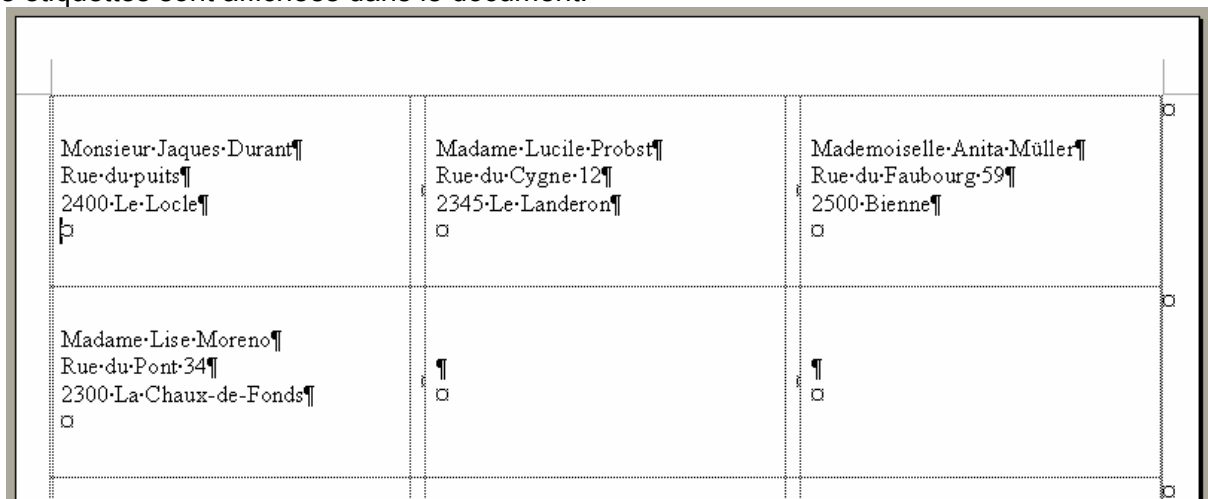 étiquettes sont affichées dans le document.
Monsieur·Jaques·Durant¶
Rue·du·puits¶
2400·Le·Locle¶
¤
Madame·Lucile·Probst¶
Rue·du·Cygne·12¶
2345·Le·Landeron¶
¤
Mademoiselle·Anita·Müller¶
Rue·du·Faubourg·59¶
2500·Bienne¶
¤
Madame·Lise·Moreno¶
Rue·du·Pont·34¶
2300·La·Chaux-de-Fonds¶
¤
¶
¤
¶
¤